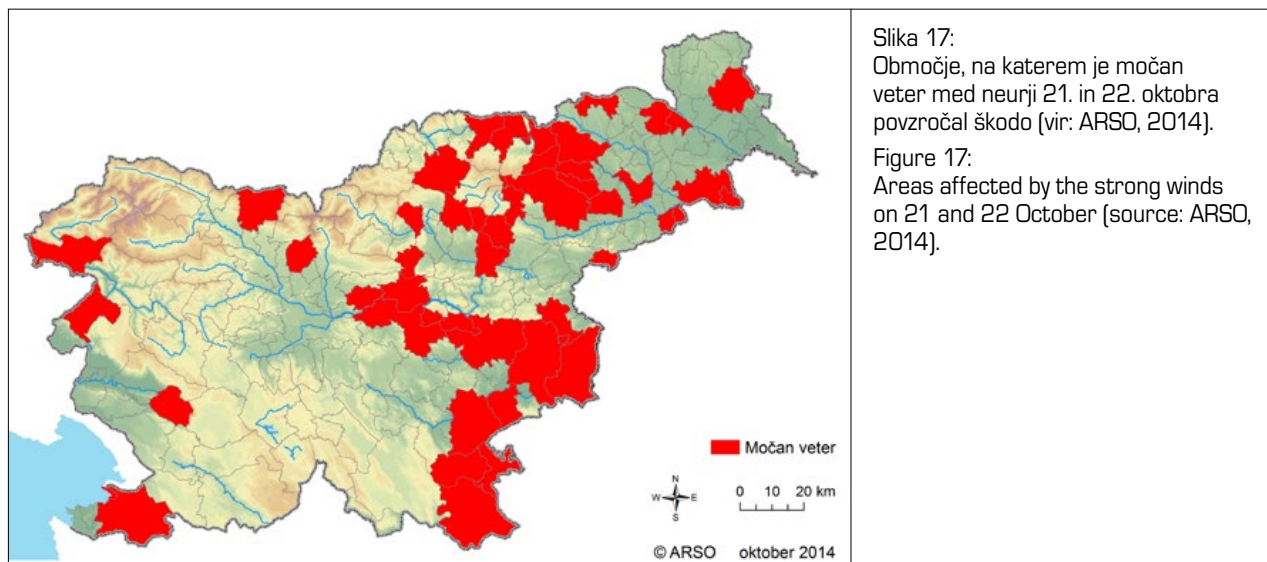 Močan veter
N
W E
S
0 10 20 km
© ARSO oktober 2014
Slika 17:
Območje, na katerem je močan
veter med neurji 21. in 22. oktobra
povzročal škodo (vir: ARSO, 2014).
Figure 17:
Areas affected by the strong winds
on 21 and 22 October (source: ARSO,
2014).